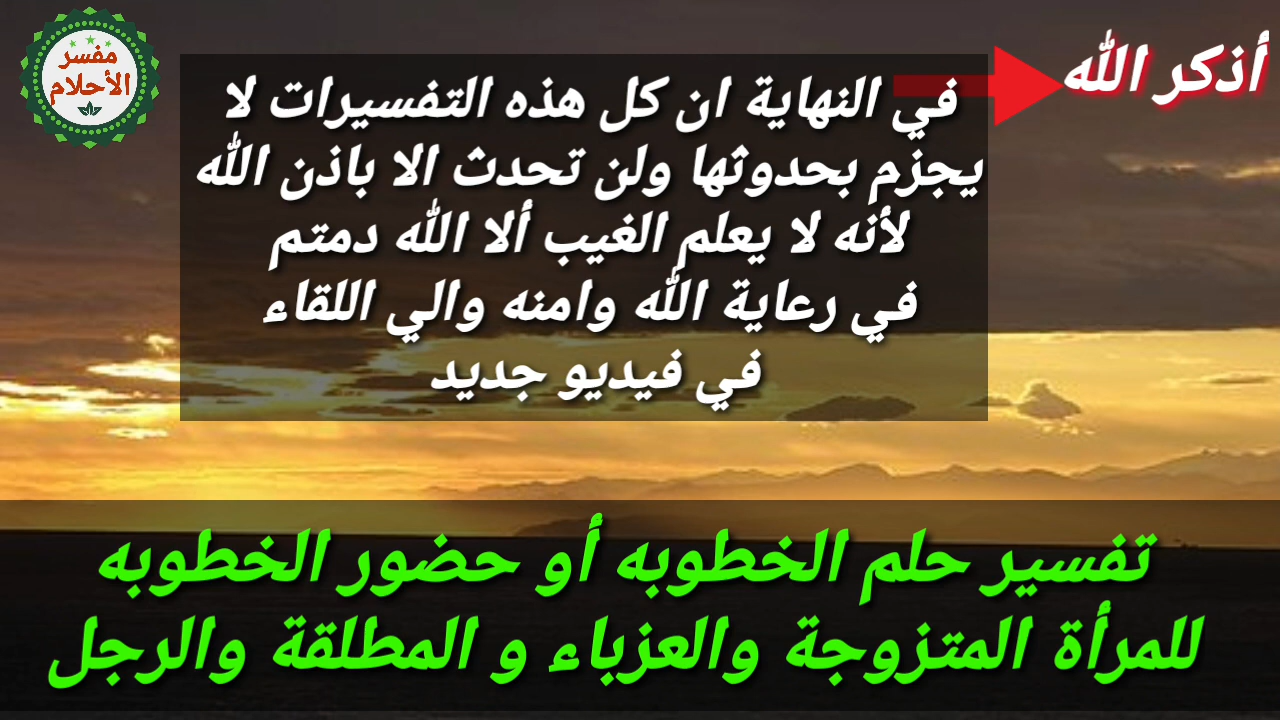 أذكر الله
مفسر
الأحلام
في النهاية ان كل هذه التفسيرات لا
يجزم بحدوثها ولن تحدث الا باذن الله
لأنه لا يعلم الغيب ألا الله دمتم
في رعاية الله وامنه والي اللقاء
في فيديو جديد
تفسير حلم الخطوبه أو حضور الخطوبه
للمرأة المتزوجة والعزباء و المطلقة والرجل